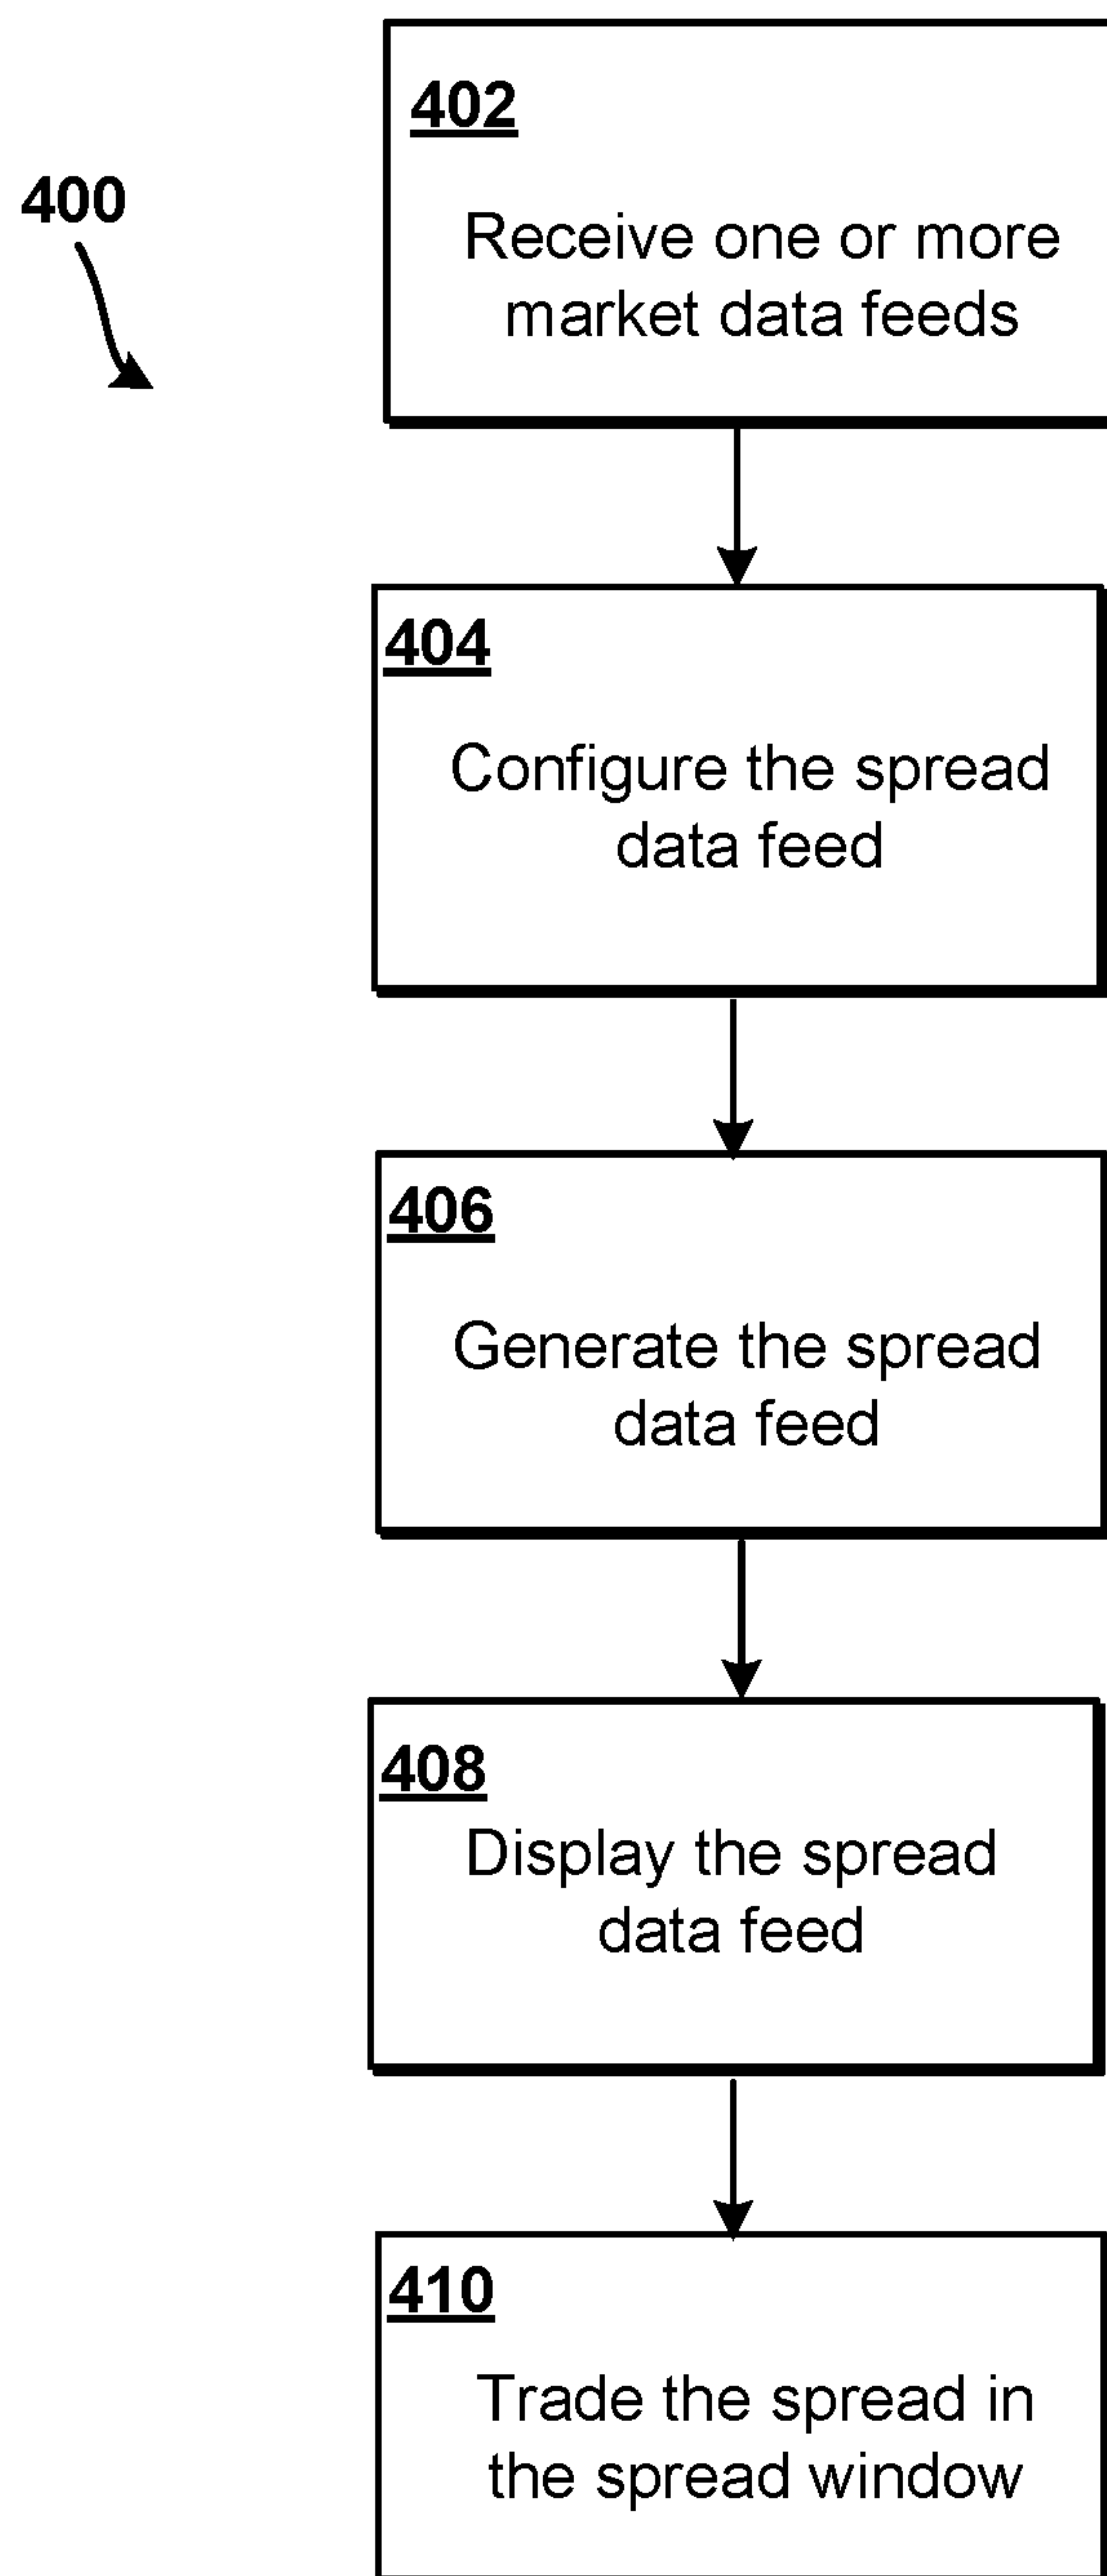 402
400
Receive one or more
market data feeds
404
Configure the spread
data feed
406
Generate the spread
data feed
408
Display the spread
data feed
410
Trade the spread in
the spread window